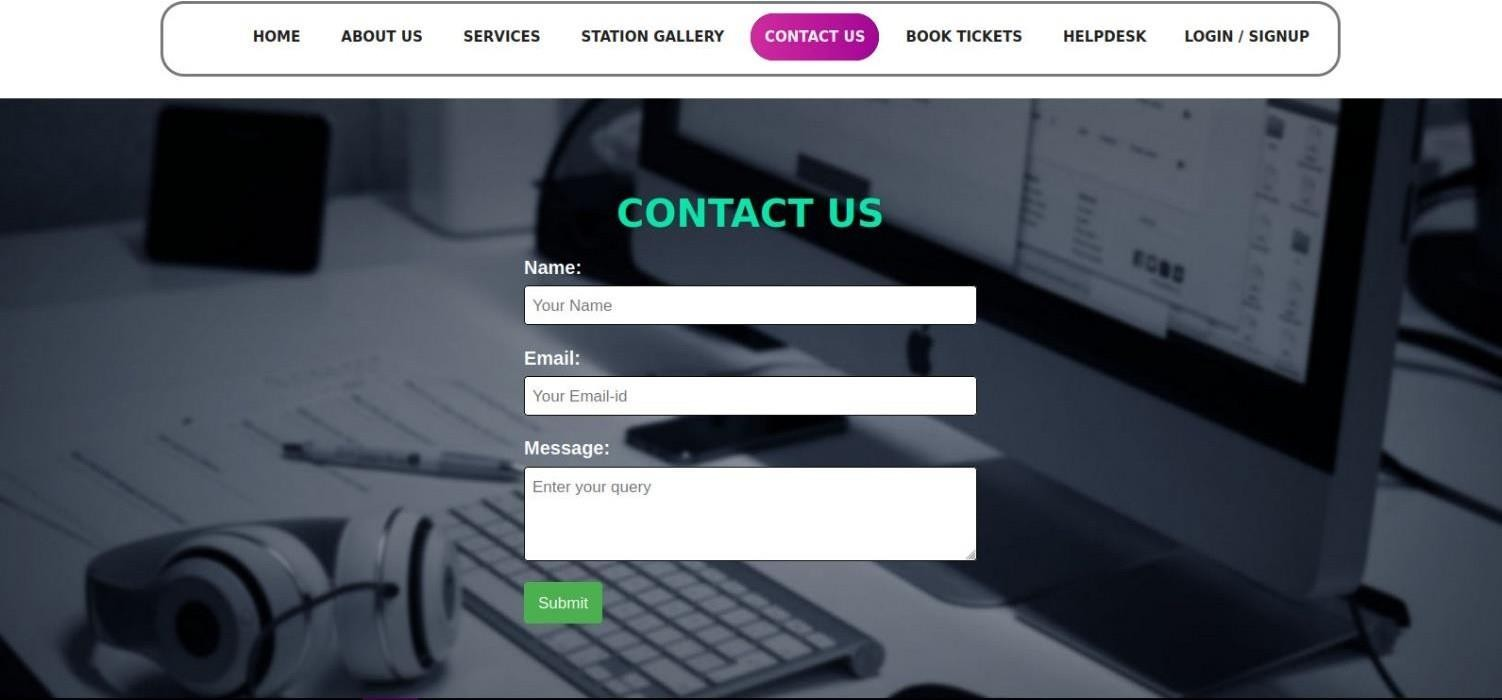 HOME ABOUT US SERVICES STATION GALLERY CONTACT US BOOK TICKETS HELPDESK LOGIN / SIGNUP
CONTACT US
Name:
Your Name
Email:
Your Email-id
Message:
Enter your query
Submit